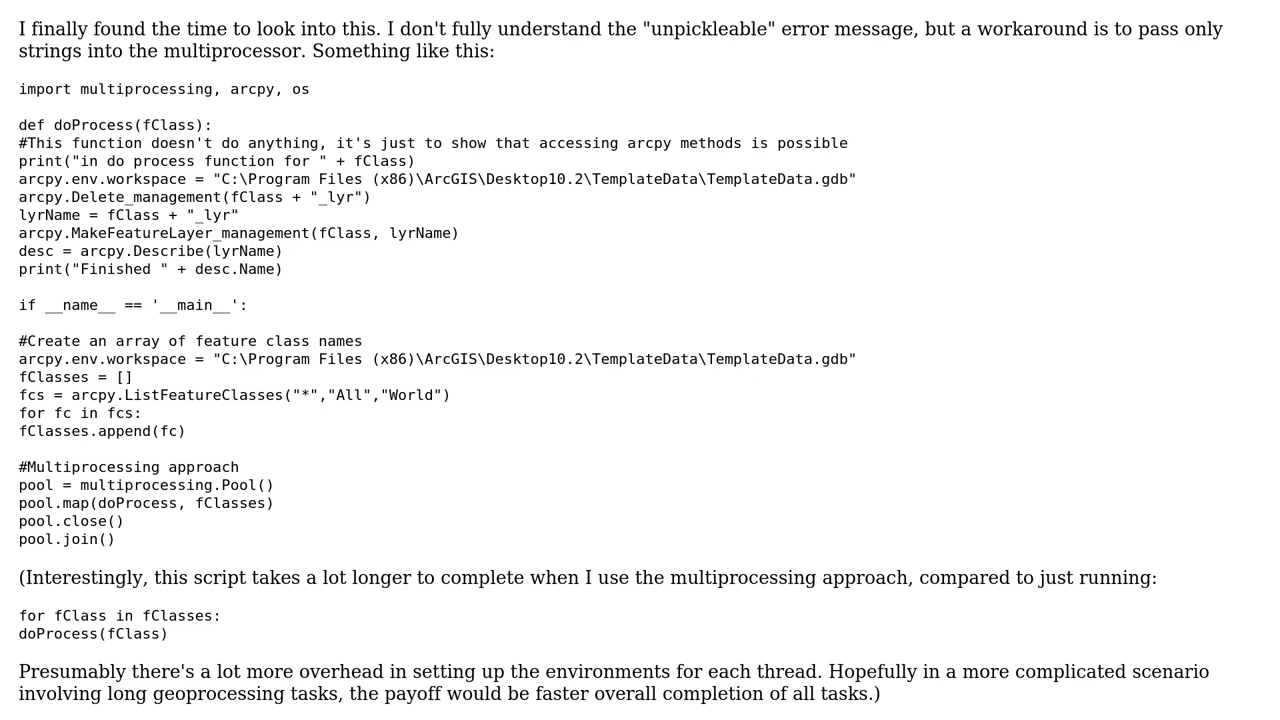 I finally found the time to look into this. I don't fully understand the "unpickleable" error message, but a workaround is to pass only
strings into the multiprocessor. Something like this:
import multiprocessing, arcpy, os
def doProcess(fClass):
#This function doesn't do anything, it's just to show that accessing arcpy methods is possible
print("in do process function for " + fClass)
arcpy.env.workspace = "C:\Program Files (x86)\ArcGIS\Desktop10.2\TemplateData\TemplateData.gdb"
arcpy.Delete_management(fClass + "_lyr")
lyrName = fClass + "_lyr"
arcpy.MakeFeatureLayer_management(fClass, lyrName)
desc = arcpy.Describe(lyrName)
print("Finished " + desc.Name)
if __name__ == '__main__':
#Create an array of feature class names
arcpy.env.workspace = "C:\Program Files (x86)\ArcGIS\Desktop10.2\TemplateData\TemplateData.gdb"
fClasses = []
fcs = arcpy.ListFeatureClasses("*","All","World")
for fc in fcs:
fClasses.append(fc)
#Multiprocessing approach
pool = multiprocessing.Pool()
pool.map(doProcess, fClasses)
pool.close()
pool.join()
(Interestingly, this script takes a lot longer to complete when I use the multiprocessing approach, compared to just running:
for fClass in fClasses:
doProcess(fClass)
Presumably there's a lot more overhead in setting up the environments for each thread. Hopefully in a more complicated scenario
involving long geoprocessing tasks, the payoff would be faster overall completion of all tasks.)